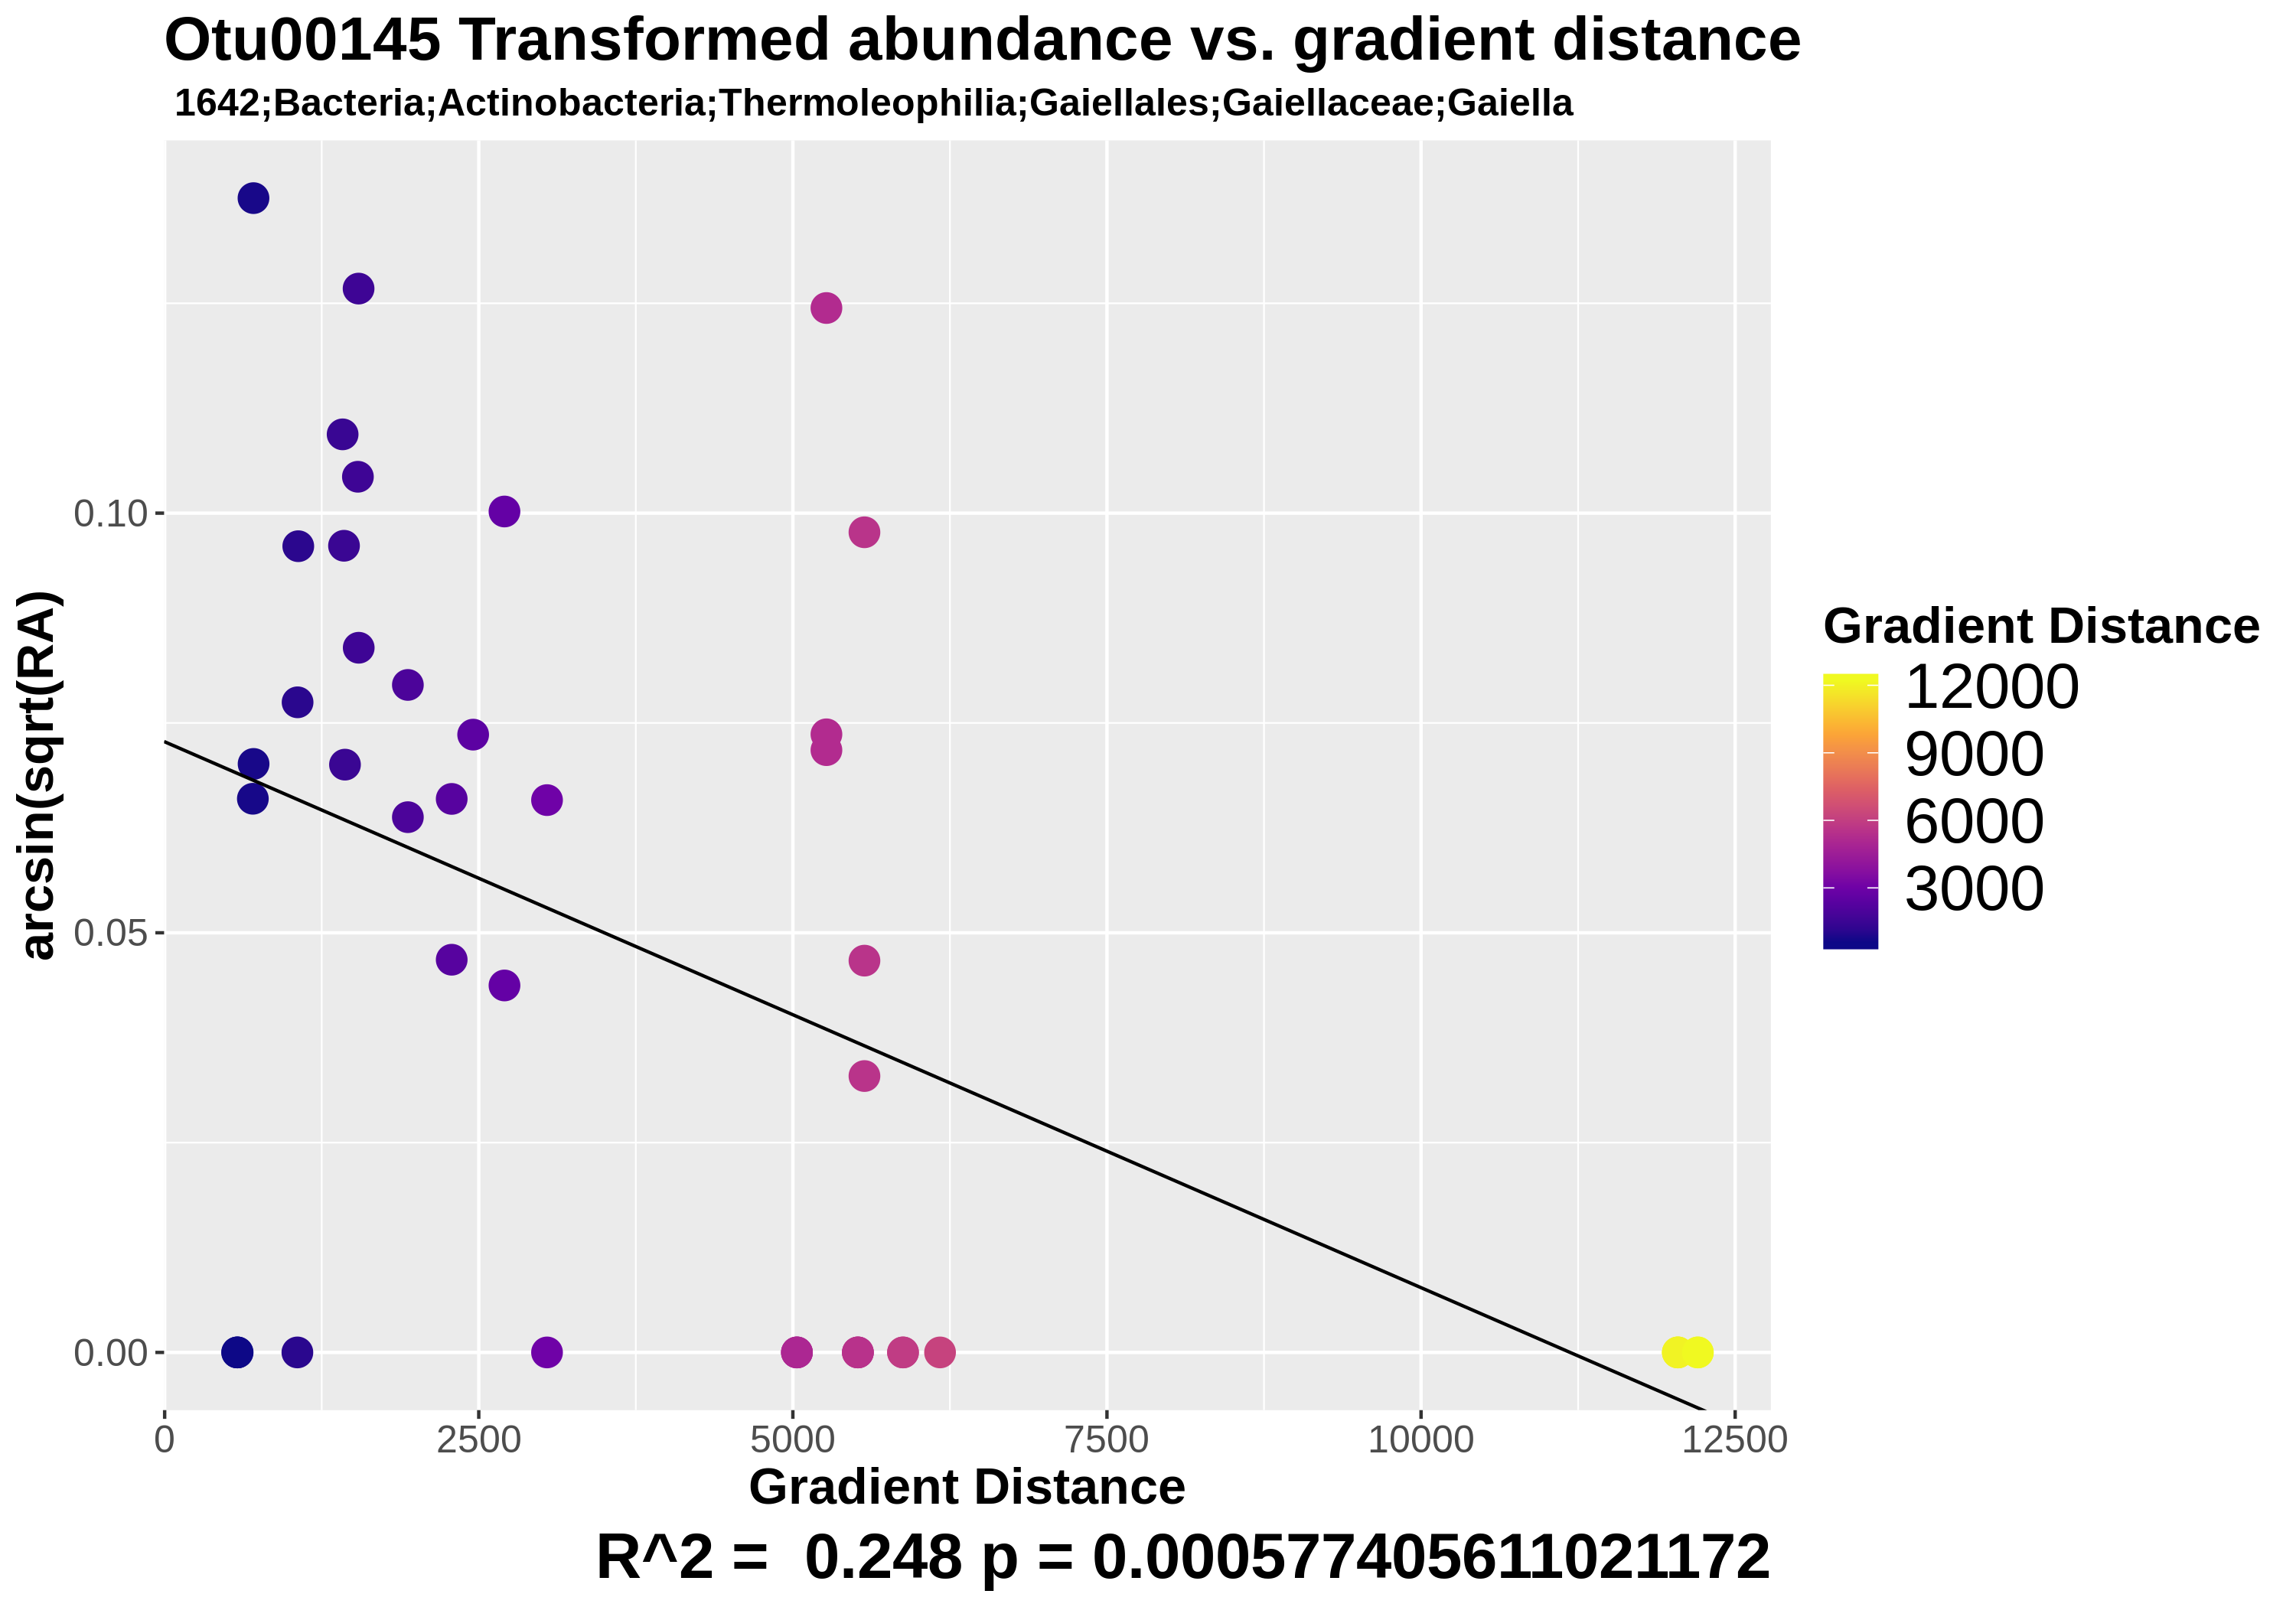 Otu00145 Transformed abundance vs. gradient distance
1642;Bacteria;Actinobacteria;Thermoleophilia;Gaiellales;Gaiellaceae;Gaiella
arcsin(sqrt(RA)
0.10
0.05
0.00
0 2500 5000 7500 10000 12500
Gradient Distance
R^2 =  0.248 p = 0.000577405611021172
Gradient Distance
12000
9000
6000
3000